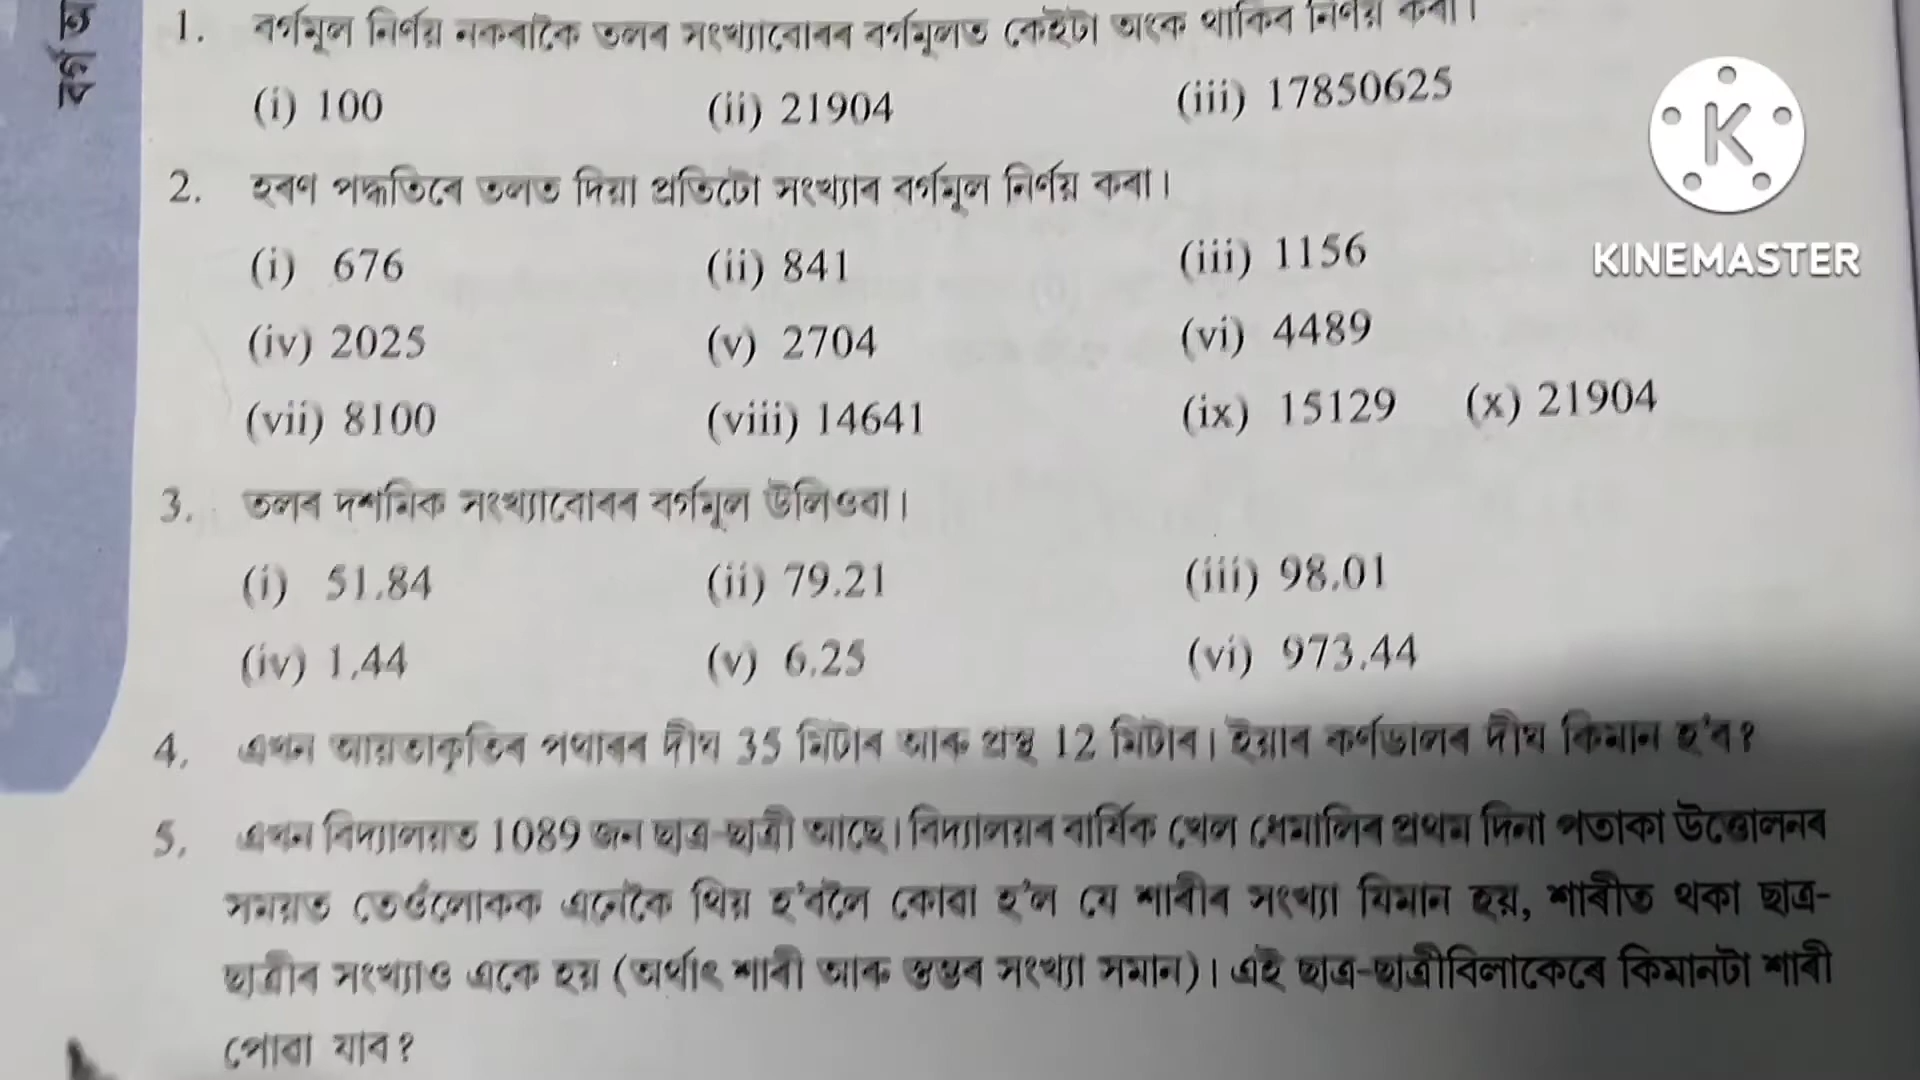 বৰ্গ
1. বৰ্গমূল নিৰ্ণয় নকৰাকৈ তলৰ সংখ্যাবোৰৰ বৰ্গমূলত কেইটা অংক থাকিব নিৰ্ণয় কৰা।
(i) 100 (ii) 21904 (iii) 17850625
2. হৰণ পদ্ধতিৰে তলত দিয়া প্ৰতিটো সংখ্যাৰ বৰ্গমূল নিৰ্ণয় কৰা।
(i) 676 (ii) 841 (iii) 1156
(iv) 2025 (v) 2704 (vi) 4489
(vii) 8100 (viii) 14641 (ix) 15129 (x) 21904
3. তলৰ দশমিক সংখ্যাবোৰৰ বৰ্গমূল উলিওৱা।
(i) 51.84 (ii) 79.21 (iii) 98.01
(iv) 1.44 (v) 6.25 (vi) 973.44
4. এখন আয়তাকৃতিৰ পথাৰৰ দীঘ 35 মিটাৰ আৰু প্ৰস্থ 12 মিটাৰ। ইয়াৰ কৰ্ণডালৰ দীঘ কিমান হ'ব?
5. এখন বিদ্যালয়ত 1089 জন ছাত্ৰ-ছাত্ৰী আছে। বিদ্যালয়ৰ বাৰ্ষিক খেল ধেমালিৰ প্ৰথম দিনা পতাকা উত্তোলনৰ
সময়ত তেওঁলোকক এনেকৈ থিয় হ'বলৈ কোৱা হ'ল যে শাৰীৰ সংখ্যা যিমান হয়, শাৰীত থকা ছাত্ৰ-
ছাত্ৰীৰ সংখ্যাও একে হয় (অৰ্থাৎ শাৰী আৰু স্তম্ভৰ সংখ্যা সমান)। এই ছাত্ৰ-ছাত্ৰীবিলাকেৰে কিমানটা শাৰী
পোৱা যাব?
K
KINEMASTER